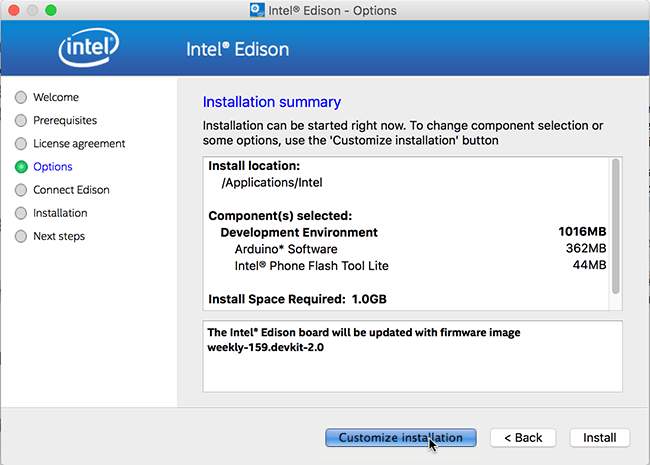 Intel® Edison - Options
intel®
Intel® Edison
Welcome
Prerequisites
License agreement
Options
Connect Edison
Installation
Next steps
Installation summary
Installation can be started right now. To change component selection or
some options, use the 'Customize installation' button
Install location:
/Applications/Intel
Component(s) selected:
Development Environment 1016MB
Arduino* Software 362MB
Intel® Phone Flash Tool Lite 44MB
Install Space Required: 1.0GB
The Intel® Edison board will be updated with firmware image
weekly-159.devkit-2.0
Customize installation < Back Install